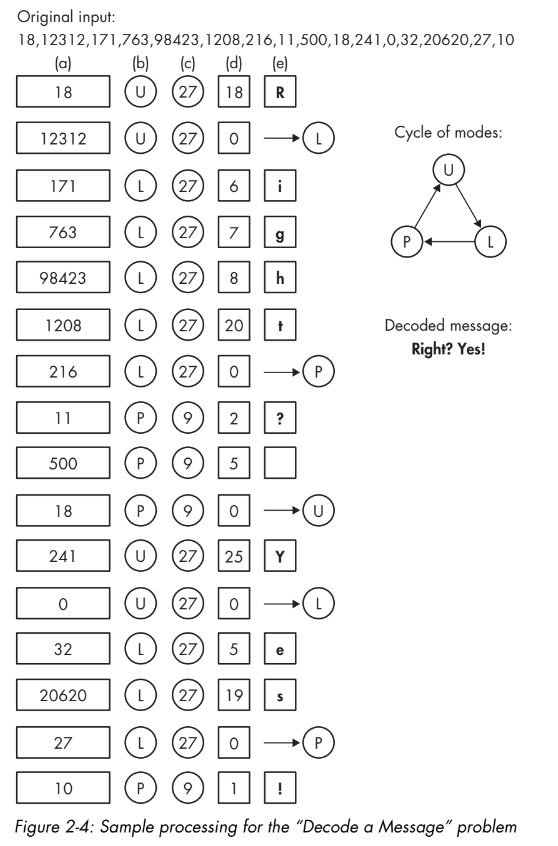 Original input:
18,12312,171,763,98423,1208,216,11,500,18,241,0,32,20620,27,10
(a) (b) (c) (d) (e)
18 U 27 18 R
12312 U 27 0 L
171 L 27 6 i
763 L 27 7 g
98423 L 27 8 h
1208 L 27 20 t
216 L 27 0 P
11 P 9 2 ?
500 P 9 5
18 P 9 0 U
241 U 27 25 Y
0 U 27 0 L
32 L 27 5 e
20620 L 27 19 s
27 L 27 0 P
10 P 9 1 !
Cycle of modes:
U
P L
Decoded message:
Right? Yes!
Figure 2-4: Sample processing for the “Decode a Message” problem